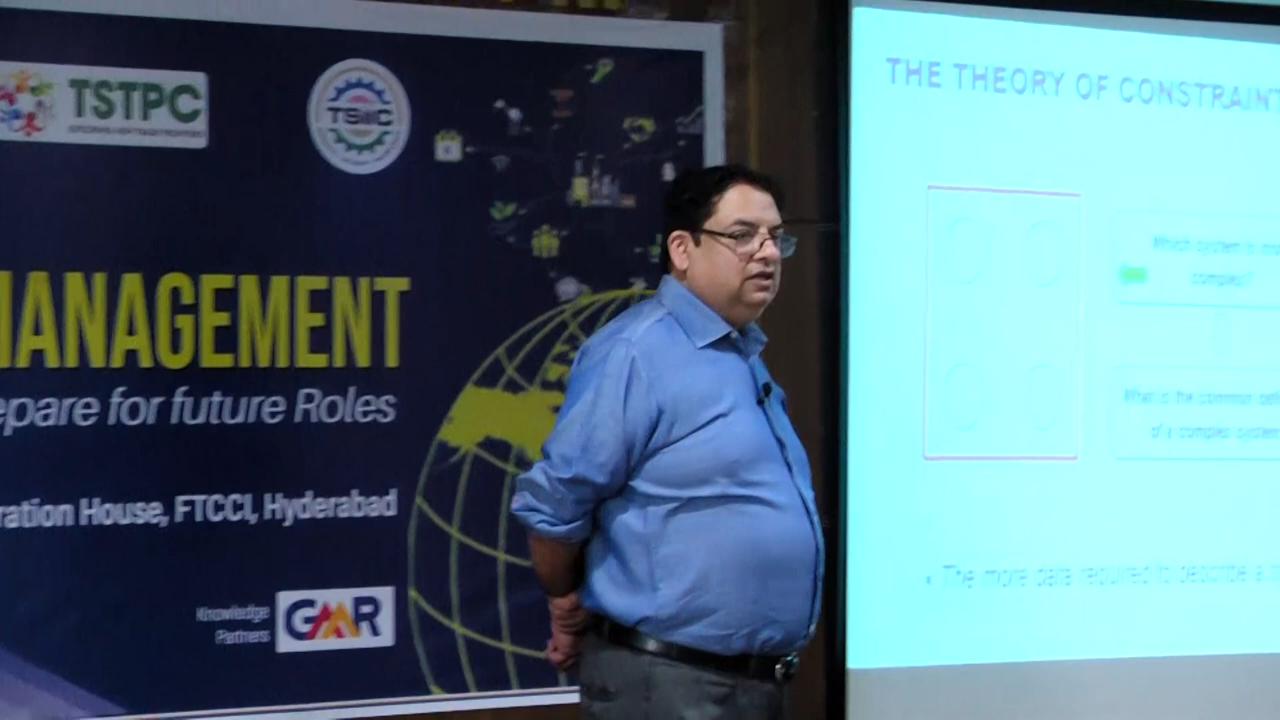 TSTPC
TSIIC
MANAGEMENT
epare for future Roles
ration House, FTCCI, Hyderabad
Knowledge
Partners
GMR
THE THEORY OF CONSTRAINT
Which system is
complex?
What is the common
of a complex system
• The more data required to describe a